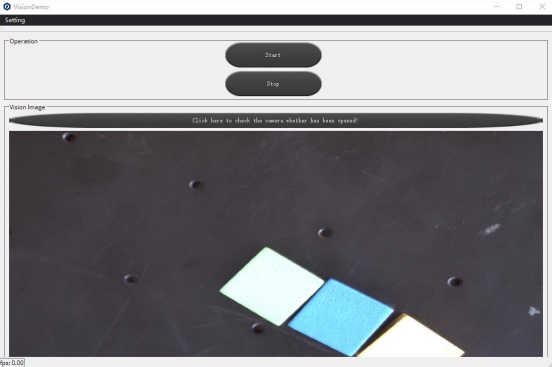 VisionDemo
Setting
Operation
Start
Stop
Vision Image
Click here to check the camera whether has been opened!
fps: 0.00